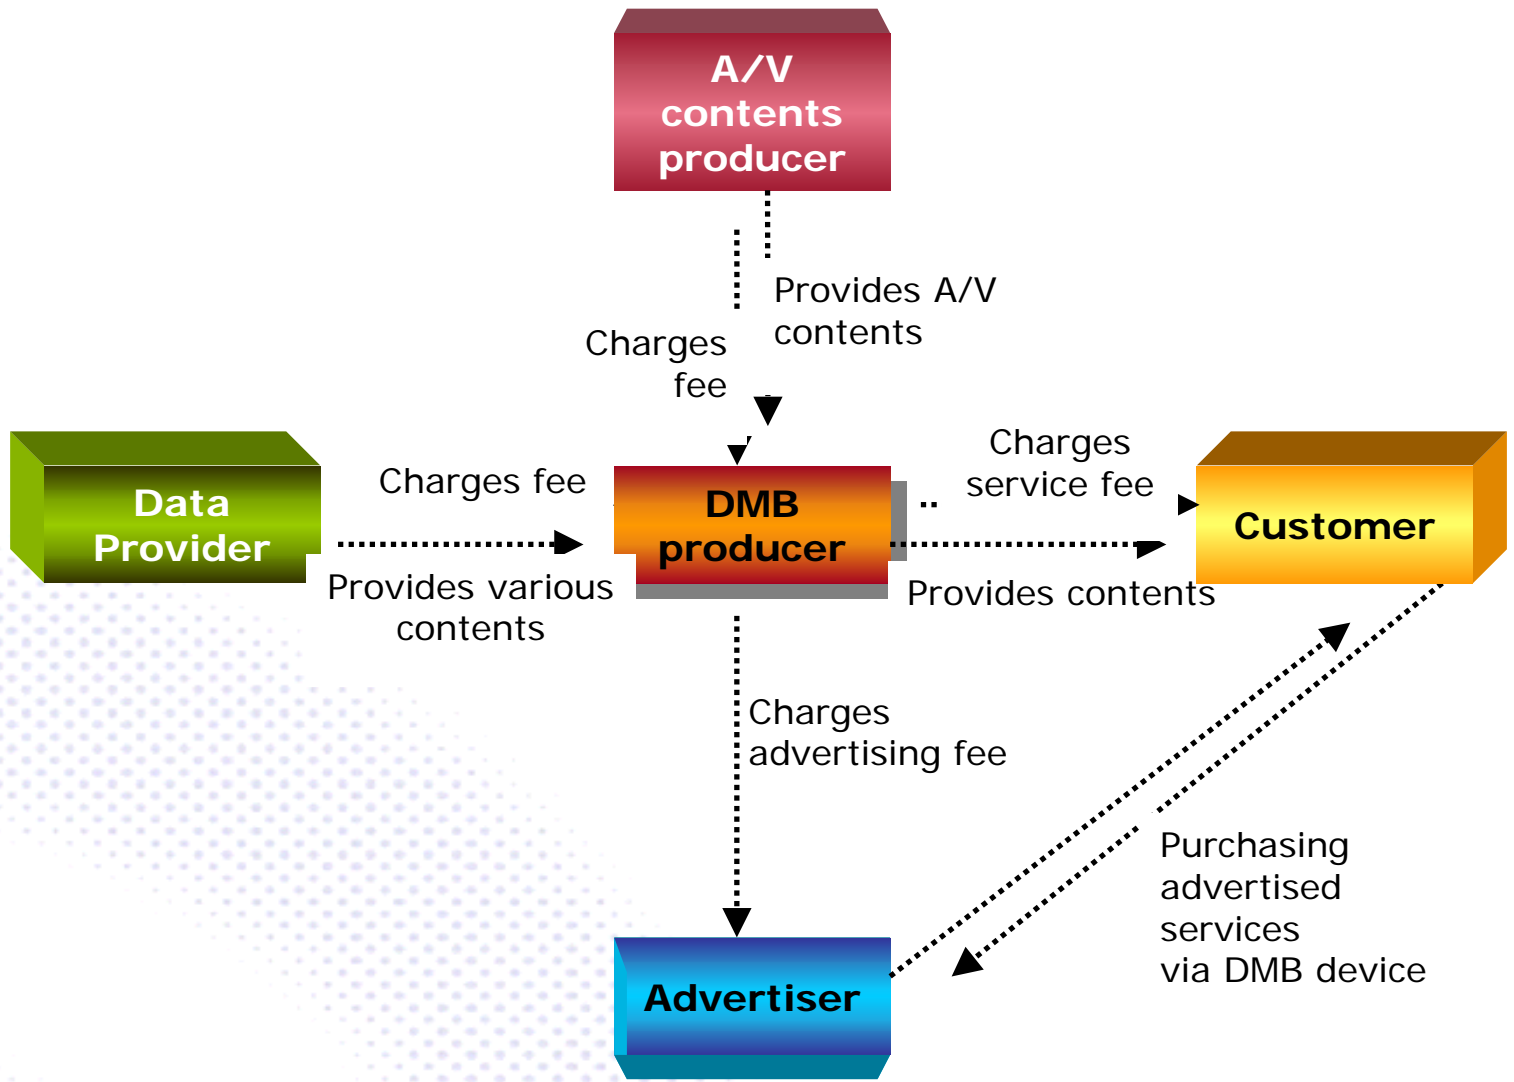 A/V
contents
producer
Provides A/V
contents
Charges
fee
Data
Provider
Charges fee
Provides various
contents
DMB
producer
Charges
service fee
Provides contents
Customer
Charges
advertising fee
Purchasing
advertised
services
via DMB device
Advertiser